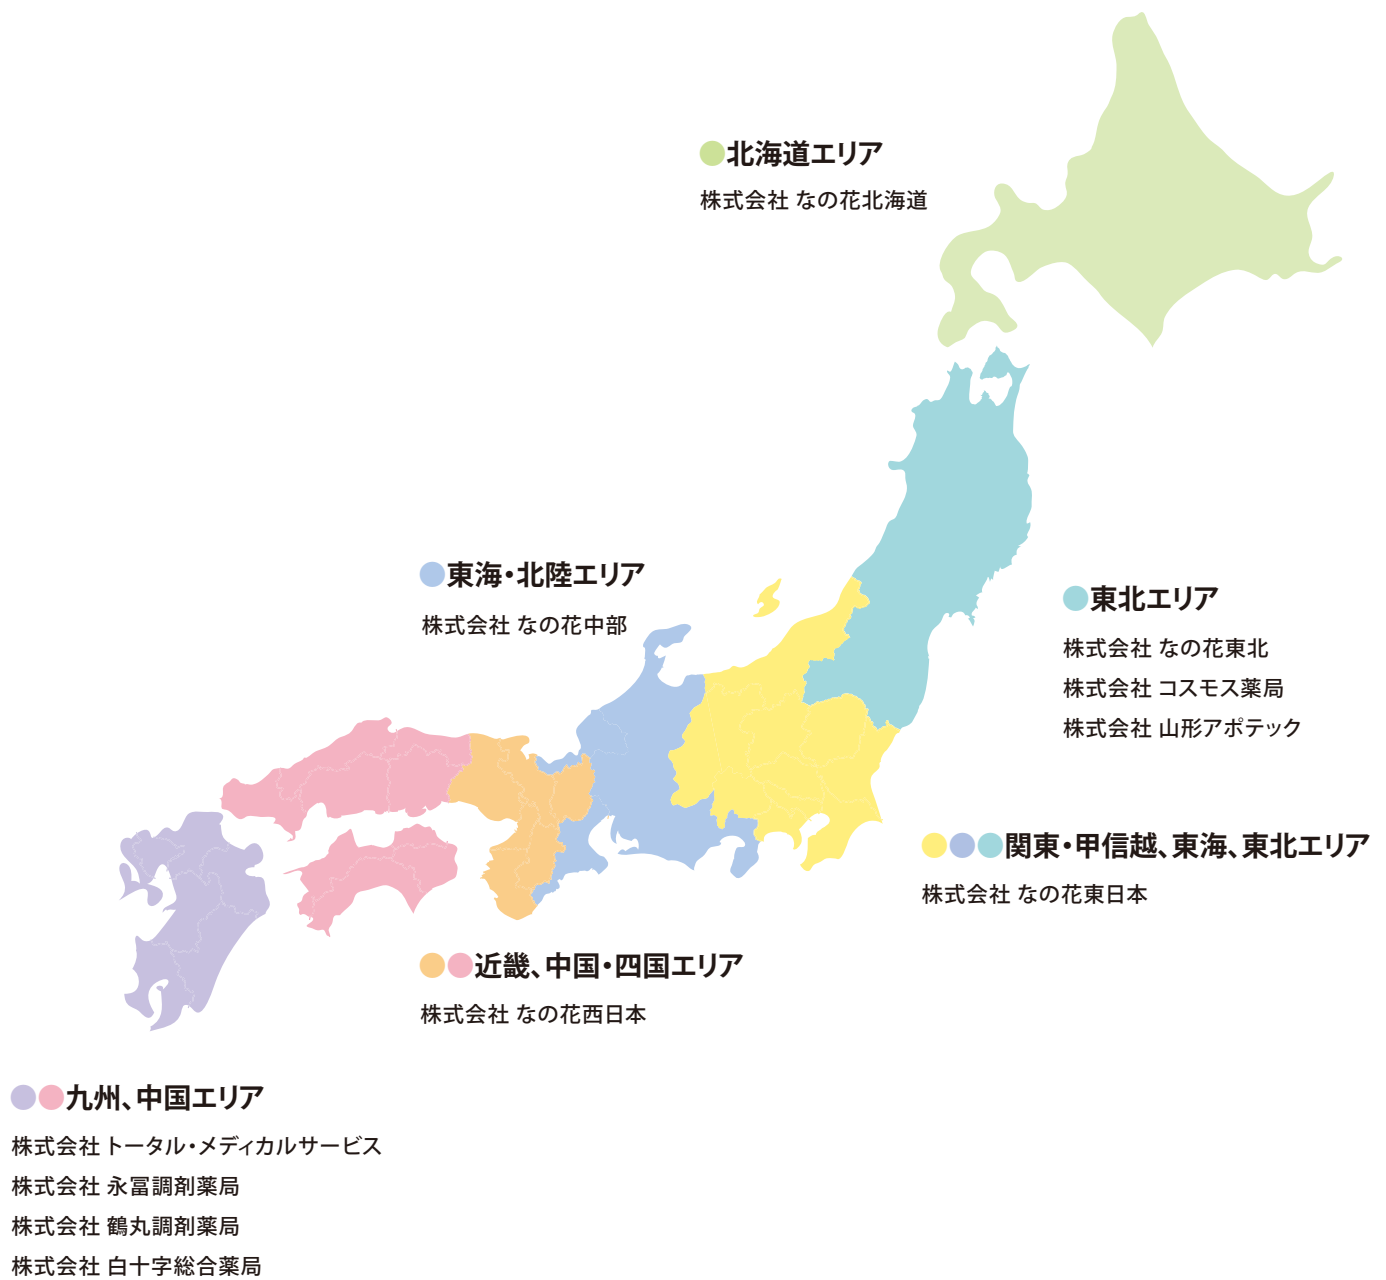 北海道エリア
株式会社 なの花北海道
東海・北陸エリア
株式会社 なの花中部
東北エリア
株式会社 なの花東北
株式会社 コスモス薬局
株式会社 山形アポテック
関東・甲信越、東海、東北エリア
株式会社 なの花東日本
近畿、中国・四国エリア
株式会社 なの花西日本
九州、中国エリア
株式会社 トータル・メディカルサービス
株式会社 永冨調剤薬局
株式会社 鶴丸調剤薬局
株式会社 白十字総合薬局